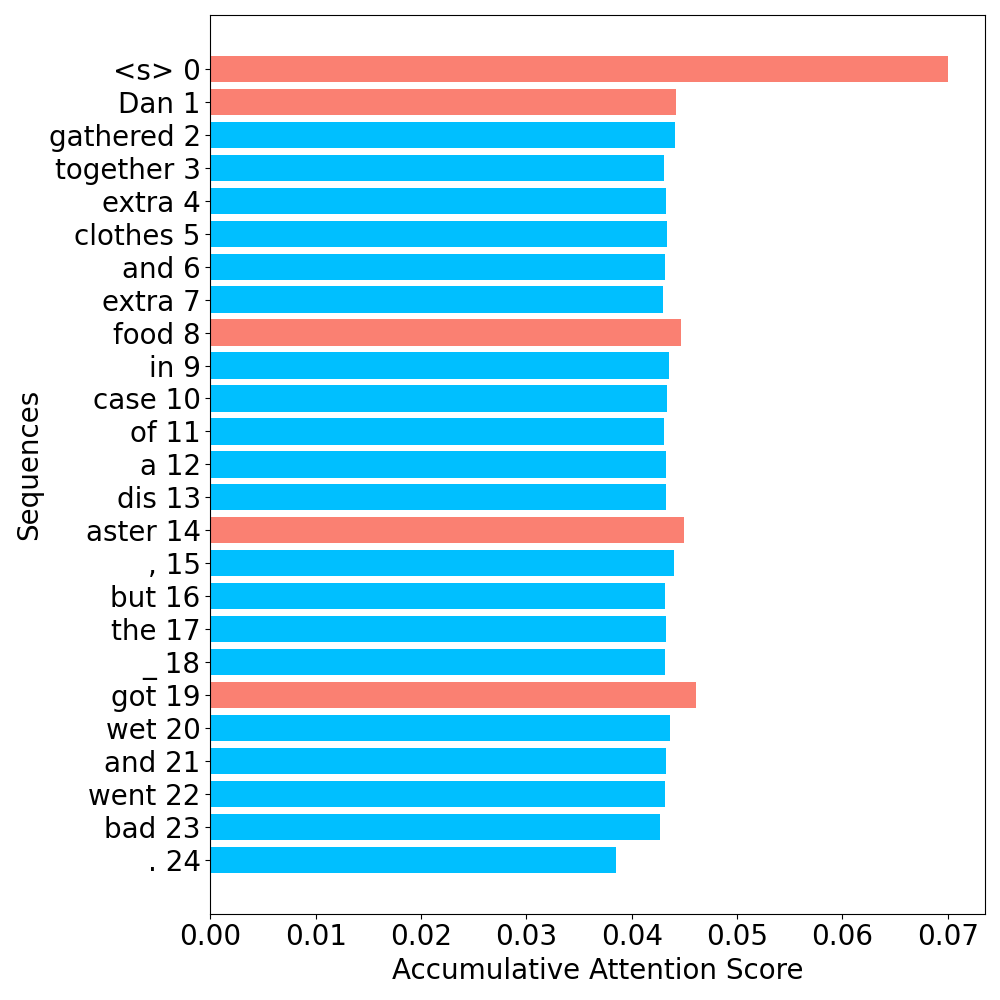 <s> 0
Dan 1
gathered 2
together 3
extra 4
clothes 5
and 6
extra 7
food 8
in 9
case 10
of 11
a 12
dis 13
aster 14
, 15
but 16
the 17
_ 18
got 19
wet 20
and 21
went 22
bad 23
. 24
Sequences
0.00 0.01 0.02 0.03 0.04 0.05 0.06 0.07
Accumulative Attention Score